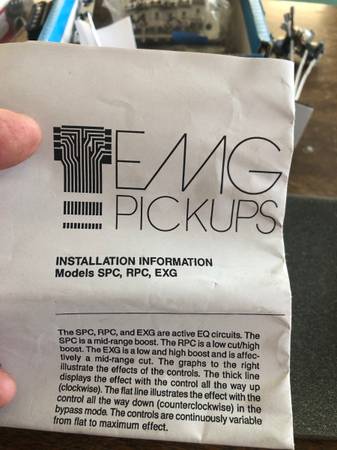 EMG
PICKUPS
INSTALLATION INFORMATION
Models SPC, RPC, EXG
The SPC, RPC, and EXG are active EQ circuits. The
SPC is a mid-range boost. The RPC is a low cut/high
boost. The EXG is a low and high boost and is affec-
tively a mid-range cut. The graphs to the right
illustrate the effects of the controls. The thick line
displays the effect with the control all the way up
(clockwise). The flat line illustrates the effect with the
control all the way down (counterclockwise) in the
bypass mode. The controls are continuously variable
from flat to maximum effect.